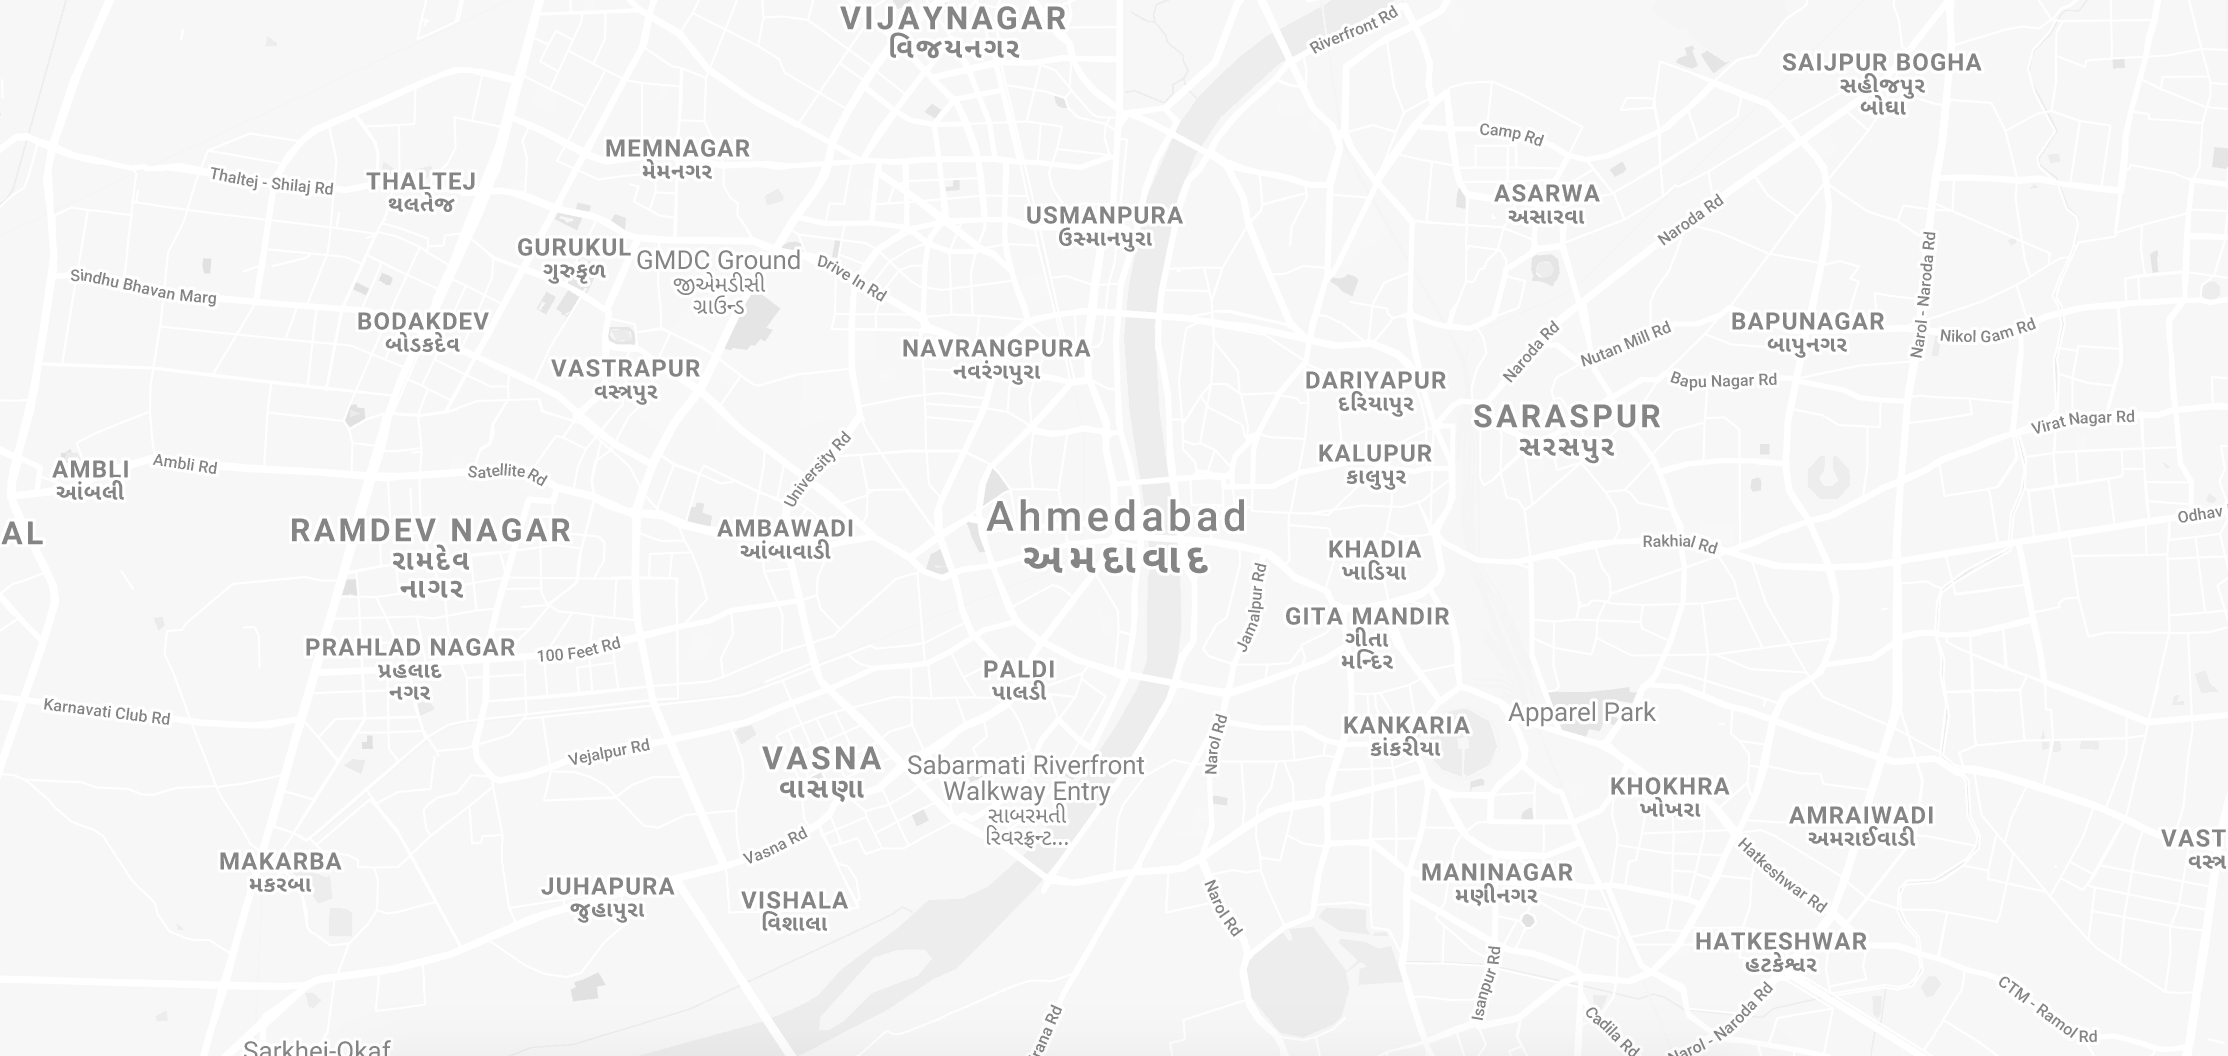 VIJAYNAGAR
વિજયનગર
Riverfront Rd
SAIJPUR BOGHA
સહીજપુર
બોઘા
Camp Rd
MEMNAGAR
મેમનગર
Thaltej - Shilaj Rd
THALTEJ
થલતેજ
ASARWA
અસારવા
Naroda Rd
USMANPURA
ઉસ્માનપુરા
GURUKUL
ગુરુકૂળ
GMDC Ground
જીએમડીસી
ગ્રાઉન્ડ
Drive In Rd
Sindhu Bhavan Marg
Narol - Naroda Rd
BODAKDEV
બોડકદેવ
NAVRANGPURA
નવરંગપુરા
VASTRAPUR
વસ્ત્રપુર
Naroda Rd
Nutan Mill Rd
BAPUNAGAR
બાપુનગર
Nikol Gam Rd
DARIYAPUR
દરિયાપુર
Bapu Nagar Rd
SARASPUR
સરસપુર
Virat Nagar Rd
KALUPUR
કાલુપુર
University Rd
AMBLI
આંબલી
Ambli Rd
Satellite Rd
AL
RAMDEV NAGAR
રામદેવ
નાગર
AMBAWADI
આંબાવાડી
Ahmedabad
અમદાવાદ
Odhav
Rakhial Rd
KHADIA
ખાડિયા
Jamalpur Rd
GITA MANDIR
ગીતા
મન્દિર
PRAHLAD NAGAR
પ્રહલાદ
નગર
100 Feet Rd
PALDI
પાલડી
Karnavati Club Rd
Apparel Park
KANKARIA
કાંકરીયા
Narol Rd
Vejalpur Rd
VASNA
વાસણા
Sabarmati Riverfront
Walkway Entry
સાબરમતી
રિવરફ્રન્ટ...
KHOKHRA
ખોખરા
AMRAIWADI
અમરાઈવાડી
VAST
વસ્ત્ર
Vasna Rd
MAKARBA
મકરબા
JUHAPURA
જુહાપુરા
VISHALA
વિશાલા
Narol Rd
MANINAGAR
મણીનગર
Hatkeshwar Rd
HATKESHWAR
હટકેશ્વર
Isanpur Rd
CTM - Ramol Rd
Cadila Rd
Narol - Naroda Rd
irana Rd
Sarkhej-Okaf